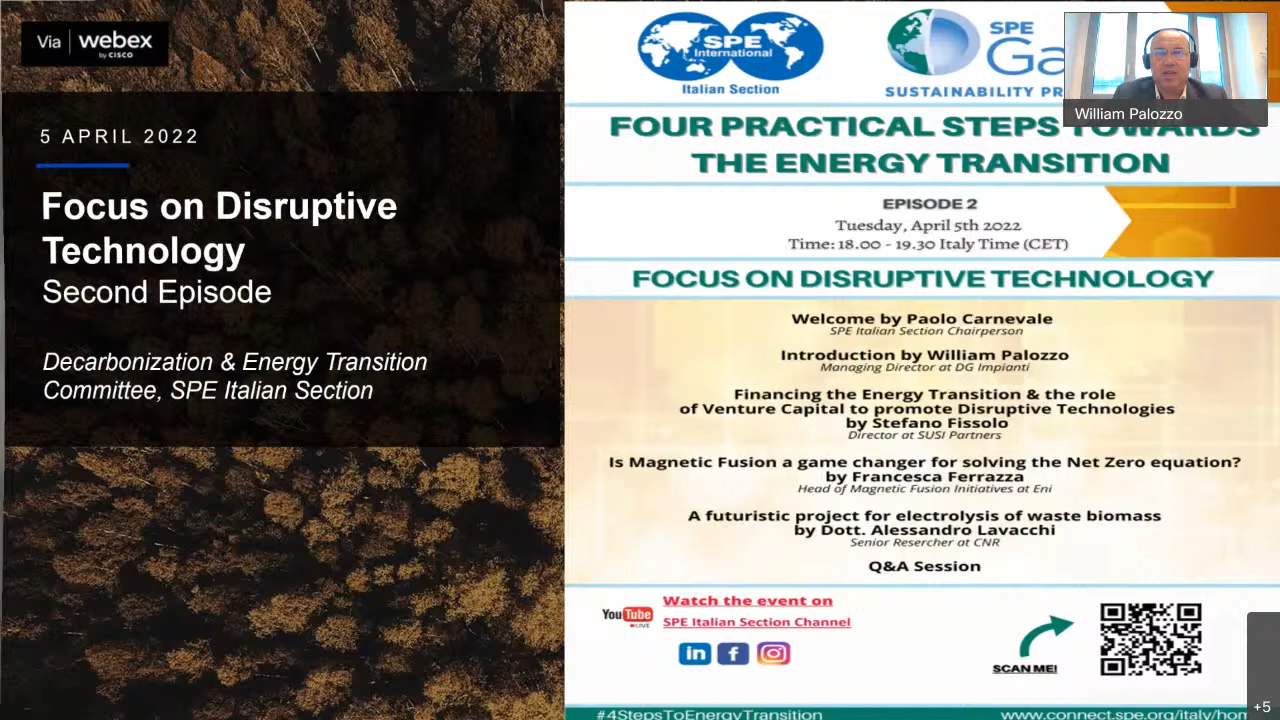 Via webex
by CISCO
5 APRIL 2022
Focus on Disruptive
Technology
Second Episode
Decarbonization & Energy Transition
Committee, SPE Italian Section
SPE
International
Italian Section
SPE
Ga
SUSTAINABILITY PR
William Palozzo
FOUR PRACTICAL STEPS TOWARDS
THE ENERGY TRANSITION
EPISODE 2
Tuesday, April 5th 2022
Time: 18.00 - 19.30 Italy Time (CET)
FOCUS ON DISRUPTIVE TECHNOLOGY
Welcome by Paolo Carnevale
SPE Italian Section Chairperson
Introduction by William Palozzo
Managing Director at DG Impianti
Financing the Energy Transition & the role
of Venture Capital to promote Disruptive Technologies
by Stefano Fissolo
Director at SUSI Partners
Is Magnetic Fusion a game changer for solving the Net Zero equation?
by Francesca Ferrazza
Head of Magnetic Fusion Initiatives at Eni
A futuristic project for electrolysis of waste biomass
by Dott. Alessandro Lavacchi
Senior Resercher at CNR
Q&A Session
YouTube
LIVE
Watch the event on
SPE Italian Section Channel
in f
SCAN ME!
+5
#4StepsToEnergyTransition
www.connect.spe.org/italy/hom